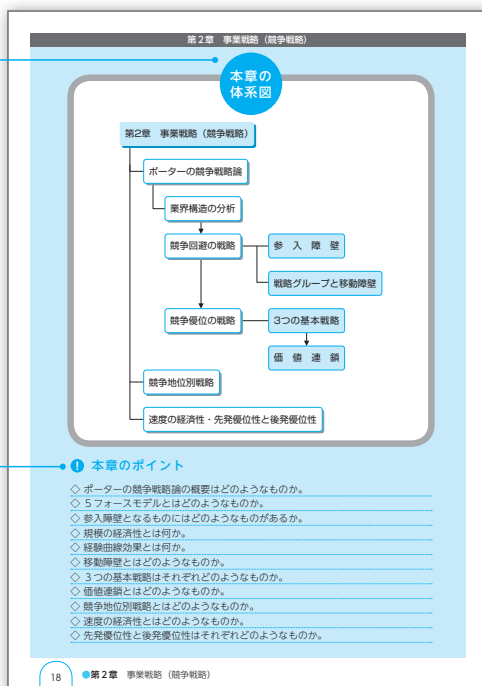 第2章 事業戦略（競争戦略）
本章の
体系図
第2章 事業戦略（競争戦略）
ポーターの競争戦略論
業界構造の分析
競争回避の戦略
参入障壁
戦略グループと移動障壁
競争優位の戦略
3つの基本戦略
価値連鎖
競争地位別戦略
速度の経済性・先発優位性と後発優位性
! 本章のポイント
◇ ポーターの競争戦略論の概要はどのようなものか。
◇ 5フォースモデルとはどのようなものか。
◇ 参入障壁となるものにはどのようなものがあるか。
◇ 規模の経済性とは何か。
◇ 経験曲線効果とは何か。
◇ 移動障壁とはどのようなものか。
◇ 3つの基本戦略はそれぞれどのようなものか。
◇ 価値連鎖とはどのようなものか。
◇ 競争地位別戦略とはどのようなものか。
◇ 速度の経済性とはどのようなものか。
◇ 先発優位性と後発優位性はそれぞれどのようなものか。
18 ●第2章 事業戦略（競争戦略）